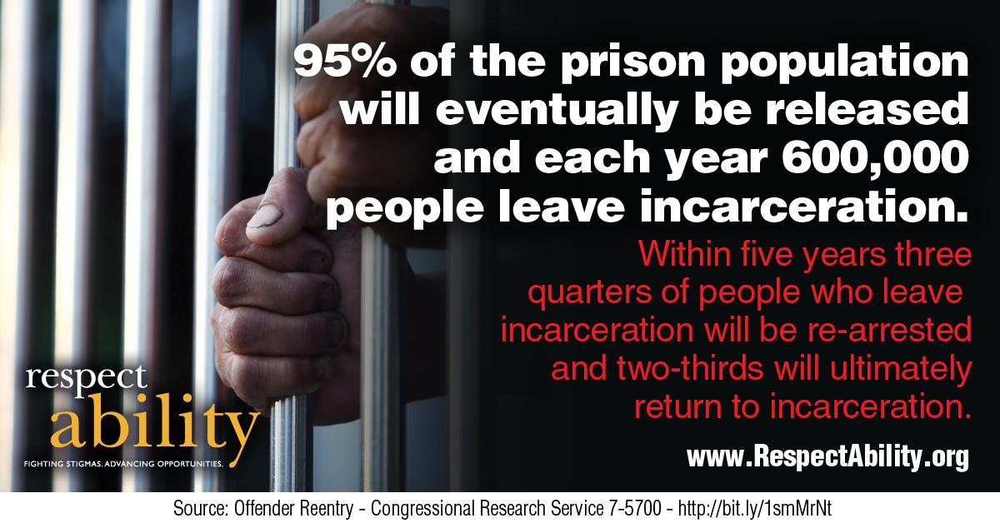 95% of the prison population
will eventually be released
and each year 600,000
people leave incarceration.
Within five years three
quarters of people who leave
incarceration will be re-arrested
and two-thirds will ultimately
return to incarceration.
www.RespectAbility.org
respect
ability
FIGHTING STIGMAS. ADVANCING OPPORTUNITIES.
Source: Offender Reentry - Congressional Research Service 7-5700 - http://bit.ly/1smMrNt